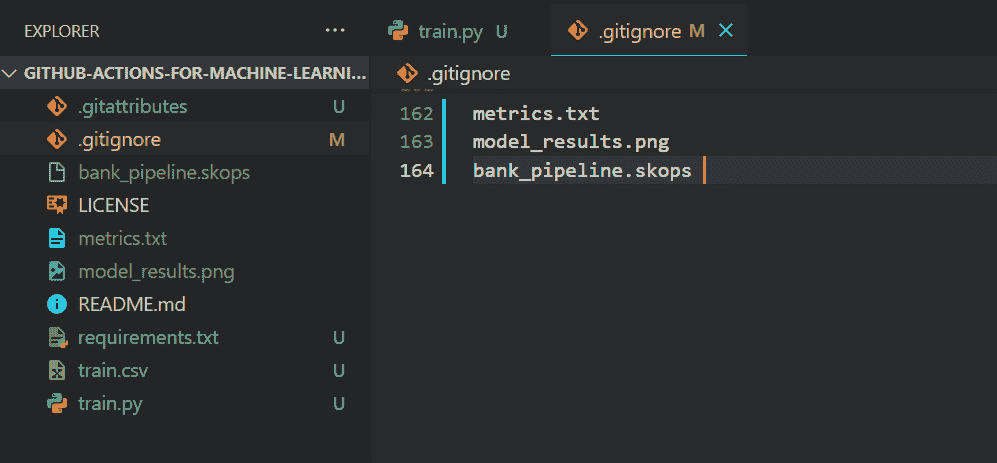 EXPLORER
GITHUB-ACTIONS-FOR-MACHINE-LEARNI...
.gitattributes U
.gitignore M
bank_pipeline.skops
LICENSE
metrics.txt
model_results.png
README.md
requirements.txt U
train.csv U
train.py U
train.py U
.gitignore M
.gitignore
162 metrics.txt
163 model_results.png
164 bank_pipeline.skops